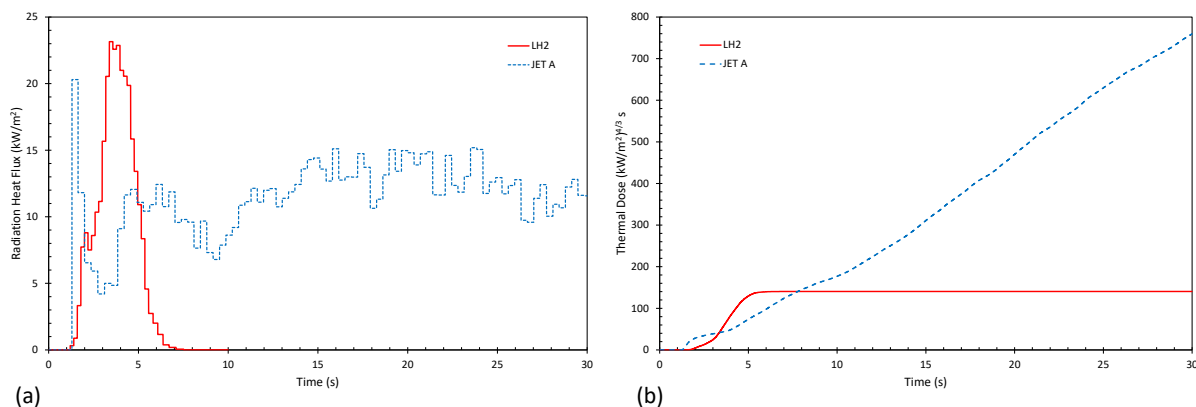 25
20
15
10
5
0
Radiation Heat Flux (kW/m²)
LH2
JET A
0 5 10 15 20 25 30
Time (s)
(a)
800
700
600
500
400
300
200
100
0
Thermal Dose (kW/m²)⁴ᐟ³ s
LH2
JET A
0 5 10 15 20 25 30
Time (s)
(b)